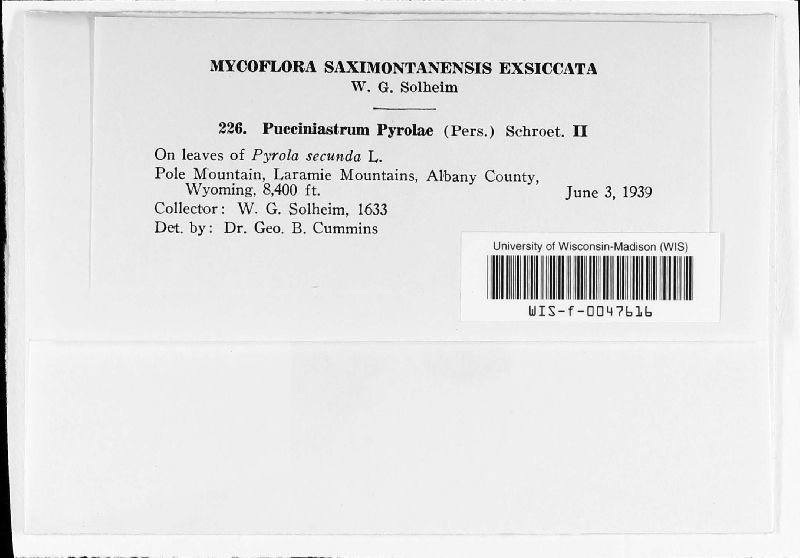 MYCOFLORA SAXIMONTANENSIS EXSICCATA
W. G. Solheim
226. Pucciniastrum Pyrolae (Pers.) Schroet. II
On leaves of Pyrola secunda L.
Pole Mountain, Laramie Mountains, Albany County,
Wyoming, 8,400 ft. June 3, 1939
Collector: W. G. Solheim, 1633
Det. by: Dr. Geo. B. Cummins
University of Wisconsin-Madison (WIS)
WIS-f-0047616